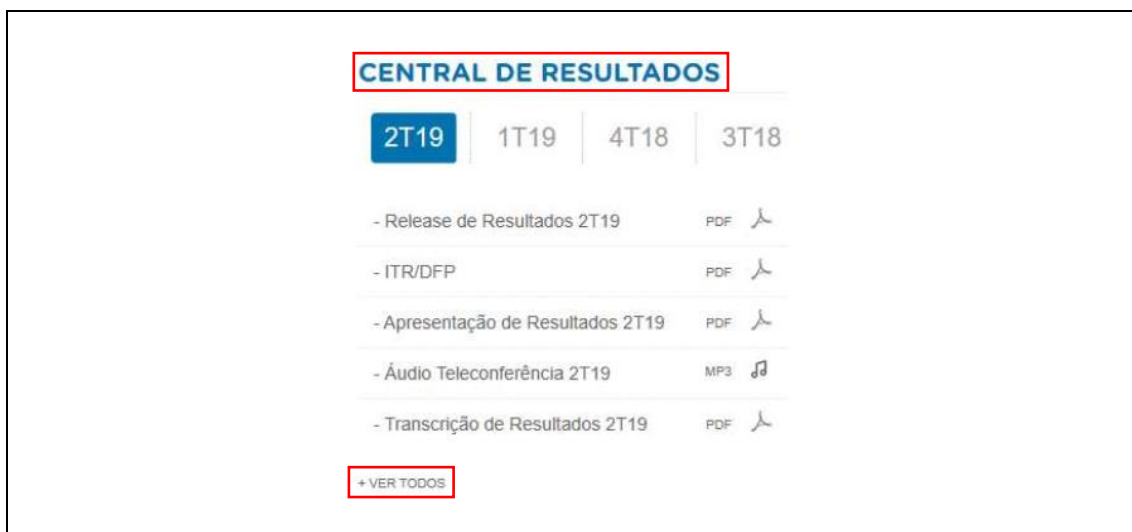 CENTRAL DE RESULTADOS
2T19 1T19 4T18 3T18
- Release de Resultados 2T19 PDF
- ITR/DFP PDF
- Apresentação de Resultados 2T19 PDF
- Áudio Teleconferência 2T19 MP3
- Transcrição de Resultados 2T19 PDF
+ VER TODOS